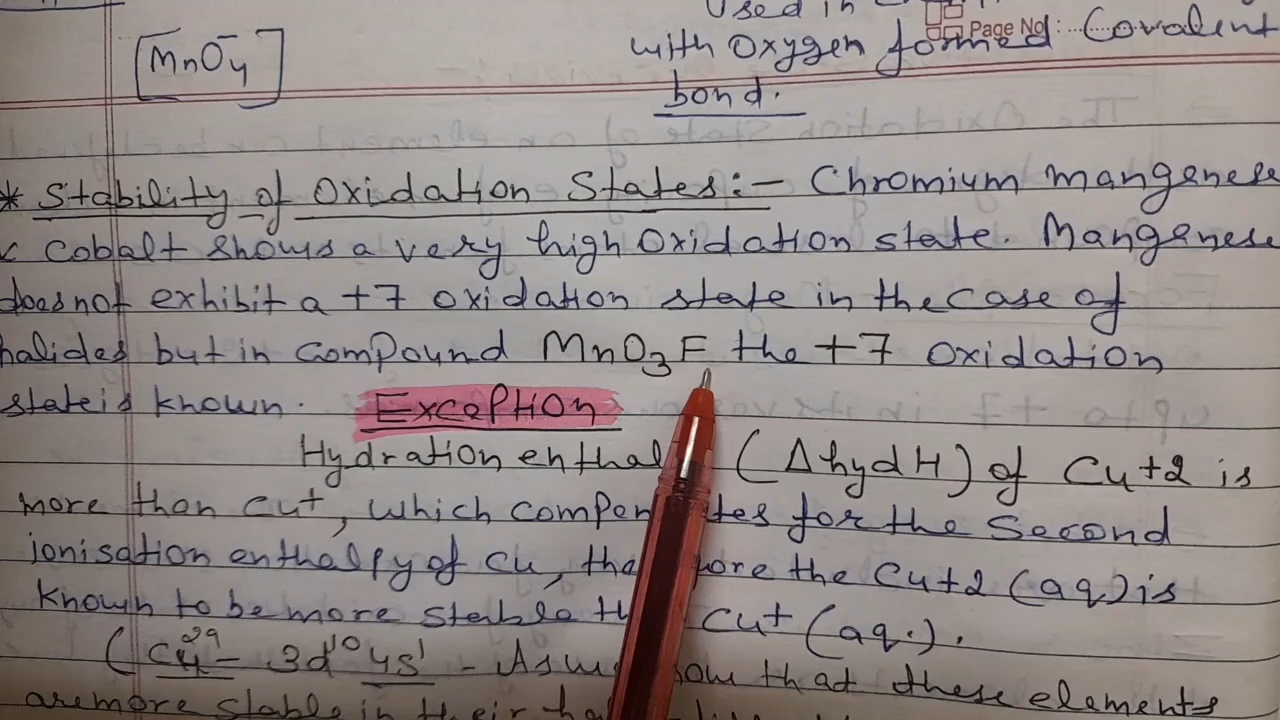 Used in
[MnO₄⁻]
Page No:
with Oxygen formed Covalent
bond.
* Stability of Oxidation States:- Chromium manganese
& Cobalt shows a very high Oxidation state. Manganese
does not exhibit a +7 oxidation state in the case of
halides but in Compound MnO₃F the +7 Oxidation
state is known. Exception
Hydration enthal (ΔhydH) of Cu+2 is
more than Cu⁺, which compen tes for the Second
ionisation enthalpy of Cu, the fore the Cu+2 (aq) is
known to be more stable th Cu⁺ (aq.).
(Cu²⁹- 3d¹⁰ 4s¹ - As we now that these elements
are more stable in their